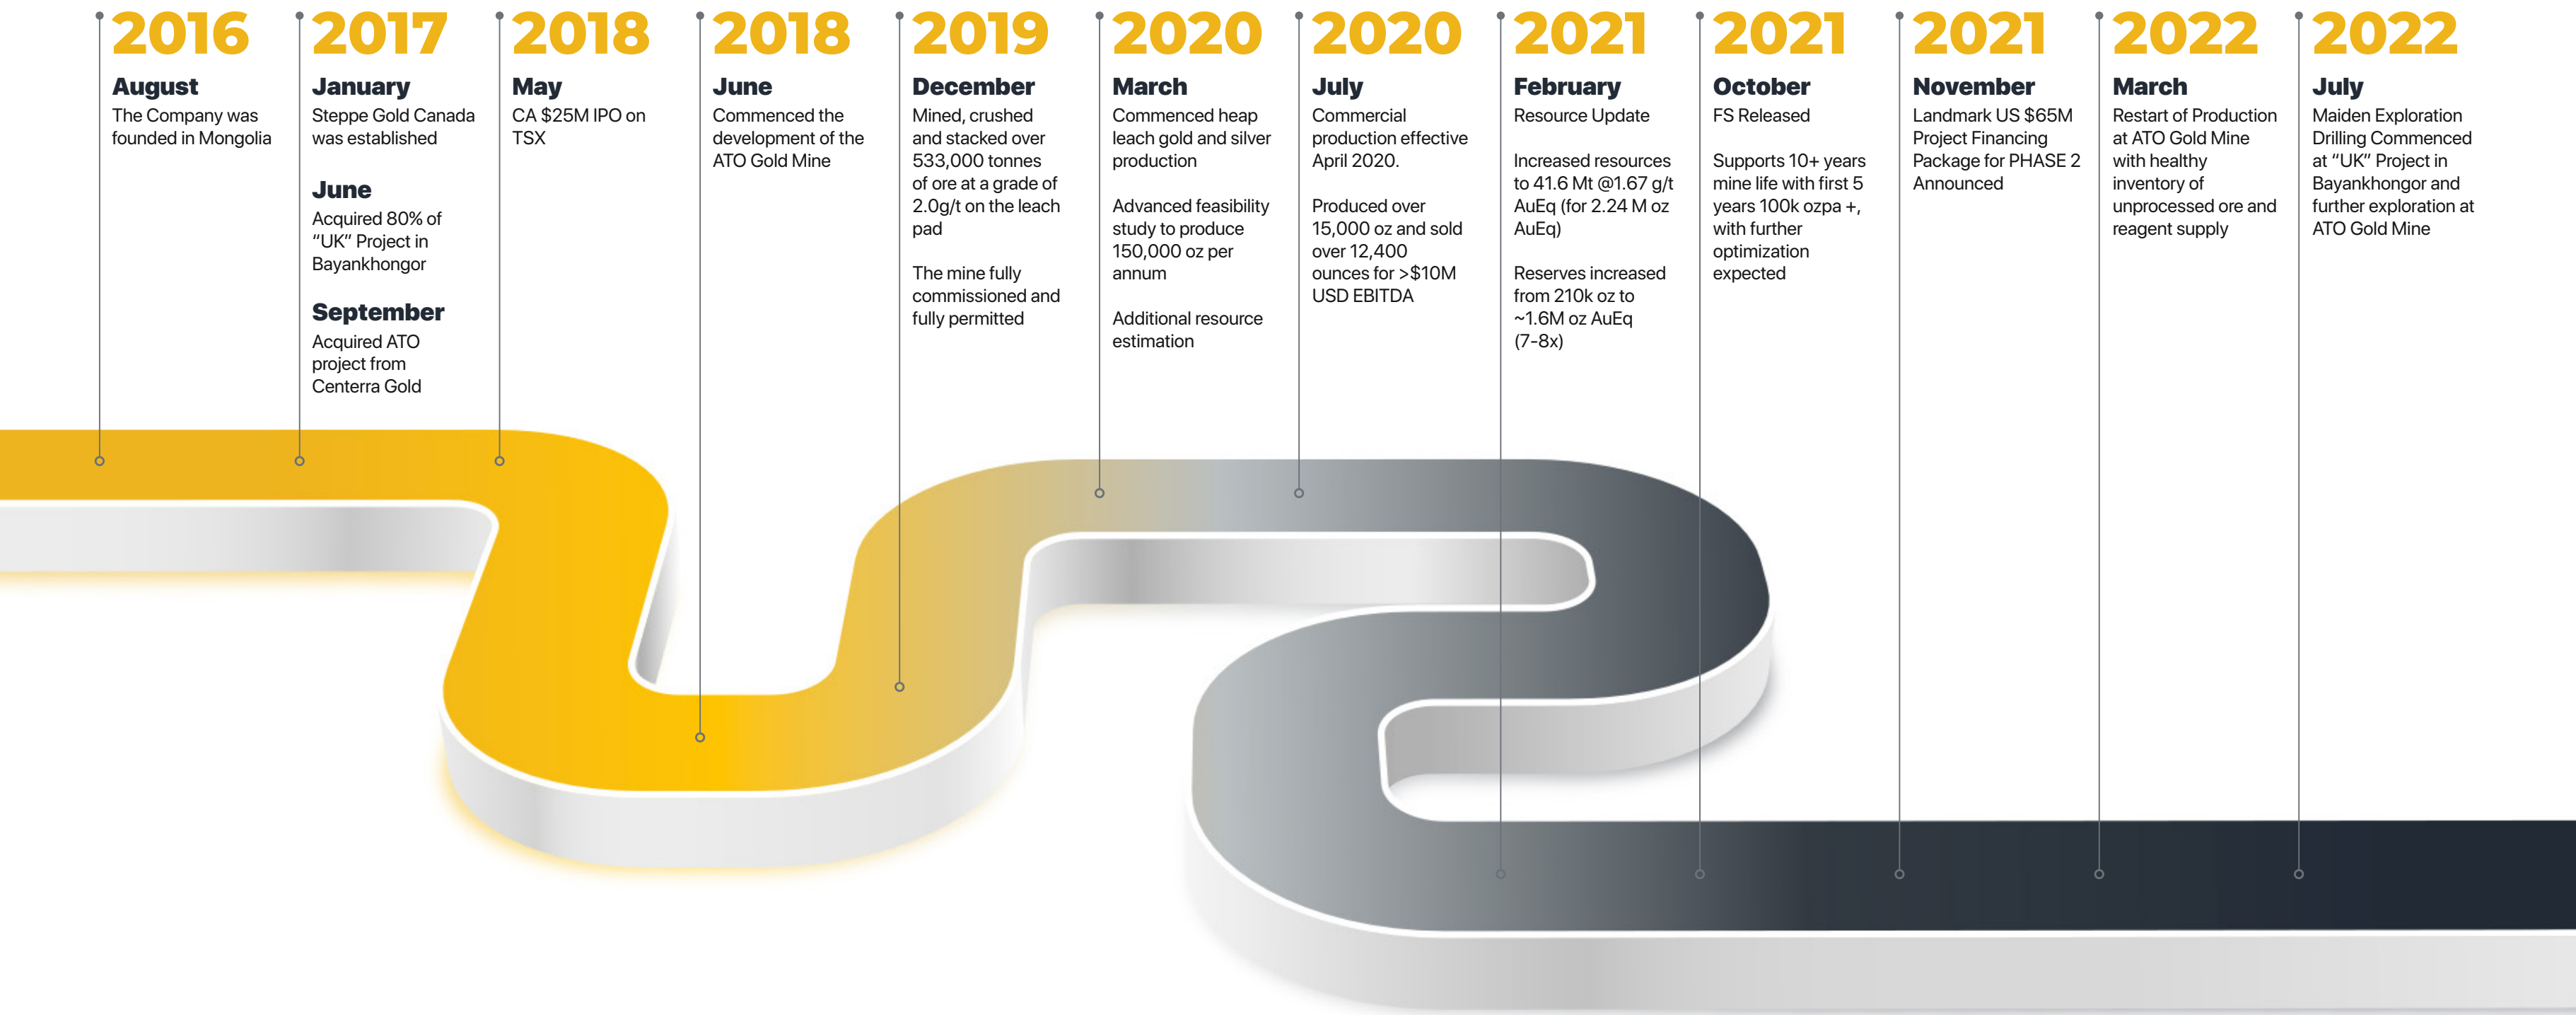 2016
August
The Company was
founded in Mongolia
2017
January
Steppe Gold Canada
was established
June
Acquired 80% of
“UK” Project in
Bayankhongor
September
Acquired ATO
project from
Centerra Gold
2018
May
CA $25M IPO on
TSX
2018
June
Commenced the
development of the
ATO Gold Mine
2019
December
Mined, crushed
and stacked over
533,000 tonnes
of ore at a grade of
2.0g/t on the leach
pad
The mine fully
commissioned and
fully permitted
2020
March
Commenced heap
leach gold and silver
production
Advanced feasibility
study to produce
150,000 oz per
annum
Additional resource
estimation
2020
July
Commercial
production effective
April 2020.
Produced over
15,000 oz and sold
over 12,400
ounces for >$10M
USD EBITDA
2021
February
Resource Update
Increased resources
to 41.6 Mt @1.67 g/t
AuEq (for 2.24 M oz
AuEq)
Reserves increased
from 210k oz to
~1.6M oz AuEq
(7-8x)
2021
October
FS Released
Supports 10+ years
mine life with first 5
years 100k ozpa +,
with further
optimization
expected
2021
November
Landmark US $65M
Project Financing
Package for PHASE 2
Announced
2022
March
Restart of Production
at ATO Gold Mine
with healthy
inventory of
unprocessed ore and
reagent supply
2022
July
Maiden Exploration
Drilling Commenced
at “UK” Project in
Bayankhongor and
further exploration at
ATO Gold Mine